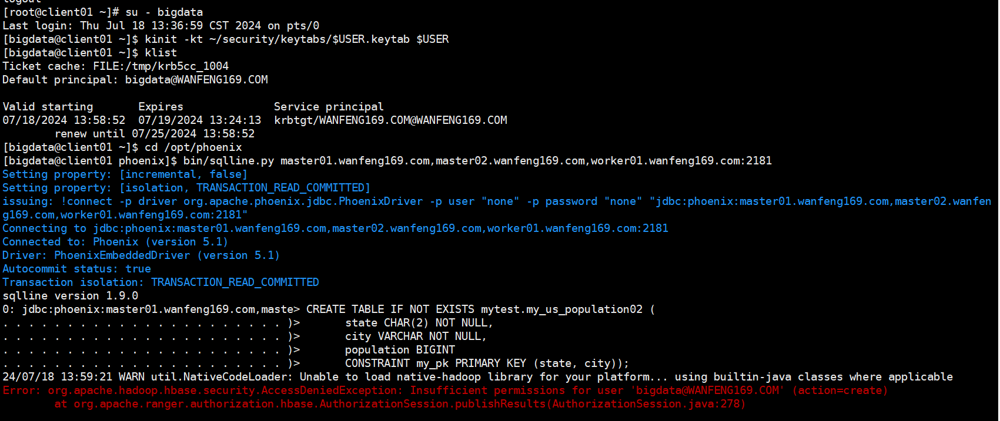 logout
[root@client01 ~]# su - bigdata
Last login: Thu Jul 18 13:36:59 CST 2024 on pts/0
[bigdata@client01 ~]$ kinit -kt ~/security/keytabs/$USER.keytab $USER
[bigdata@client01 ~]$ klist
Ticket cache: FILE:/tmp/krb5cc_1004
Default principal: bigdata@WANFENG169.COM
Valid starting       Expires              Service principal
07/18/2024 13:58:52  07/19/2024 13:24:13  krbtgt/WANFENG169.COM@WANFENG169.COM
        renew until 07/25/2024 13:58:52
[bigdata@client01 ~]$ cd /opt/phoenix
[bigdata@client01 phoenix]$ bin/sqlline.py master01.wanfeng169.com,master02.wanfeng169.com,worker01.wanfeng169.com:2181
Setting property: [incremental, false]
Setting property: [isolation, TRANSACTION_READ_COMMITTED]
issuing: !connect -p driver org.apache.phoenix.jdbc.PhoenixDriver -p user "none" -p password "none" "jdbc:phoenix:master01.wanfeng169.com,master02.wanfen
g169.com,worker01.wanfeng169.com:2181"
Connecting to jdbc:phoenix:master01.wanfeng169.com,master02.wanfeng169.com,worker01.wanfeng169.com:2181
Connected to: Phoenix (version 5.1)
Driver: PhoenixEmbeddedDriver (version 5.1)
Autocommit status: true
Transaction isolation: TRANSACTION_READ_COMMITTED
sqlline version 1.9.0
0: jdbc:phoenix:master01.wanfeng169.com,maste> CREATE TABLE IF NOT EXISTS mytest.my_us_population02 (
. . . . . . . . . . . . . . . . . . . . . . )>       state CHAR(2) NOT NULL,
. . . . . . . . . . . . . . . . . . . . . . )>       city VARCHAR NOT NULL,
. . . . . . . . . . . . . . . . . . . . . . )>       population BIGINT
. . . . . . . . . . . . . . . . . . . . . . )>       CONSTRAINT my_pk PRIMARY KEY (state, city));
24/07/18 13:59:21 WARN util.NativeCodeLoader: Unable to load native-hadoop library for your platform... using builtin-java classes where applicable
Error: org.apache.hadoop.hbase.security.AccessDeniedException: Insufficient permissions for user 'bigdata@WANFENG169.COM' (action=create)
        at org.apache.ranger.authorization.hbase.AuthorizationSession.publishResults(AuthorizationSession.java:278)